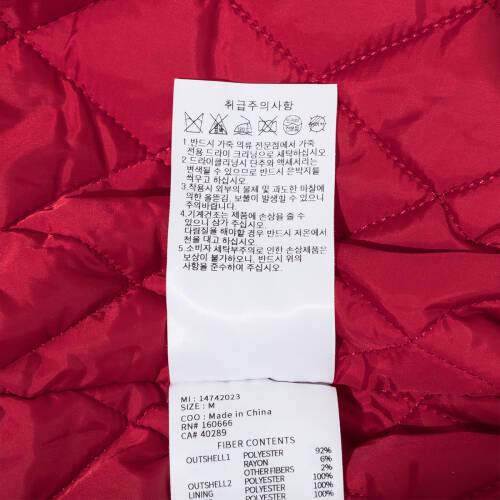 취급주의사항
1.반드시 가죽 의류 전문점에서 가죽
전용 드라이 크리닝으로 세탁하십시오.
2.드라이클리닝시 단추와 액세서리는
변색될 수 있으므로 반드시 은박지를
씌우고 하십시오.
3.착용시 외부의 물체 및 과도한 마찰에
의한 올뜯김, 보풀이 발생할 수 있으니
주의바랍니다.
4.기계건조는 제품에 손상을 줄 수
있으니 삼가 주십시오.
다림질을 해야할 경우 반드시 저온에서
천을 대고 하십시오.
5.소비자 세탁부주의로 인한 손상제품은
보상이 불가하오니, 반드시 위의
사항을 준수하여 주십시오.
MI : 14742023
SIZE : M
COO : Made in China
RN# 160666
CA# 40289
FIBER CONTENTS
OUTSHELL1 POLYESTER 92%
RAYON 6%
OTHER FIBERS 2%
OUTSHELL2 POLYESTER 100%
LINING POLYESTER 100%
100%